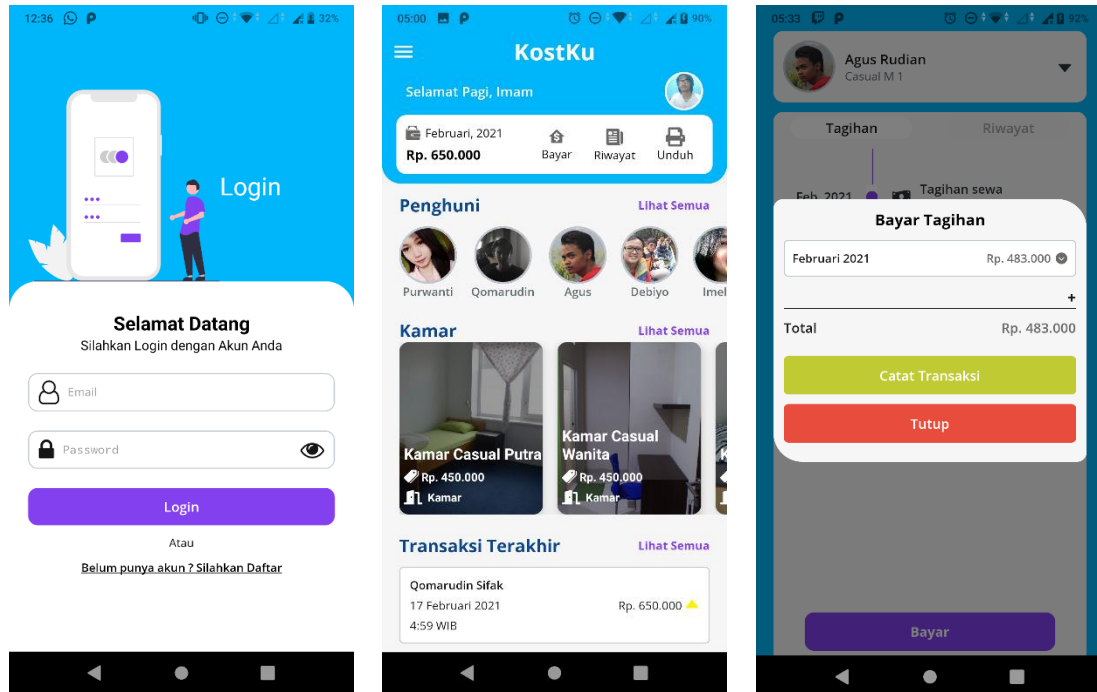 12:36
32%
Login
Selamat Datang
Silahkan Login dengan Akun Anda
Email
Password
Login
Atau
Belum punya akun ? Silahkan Daftar
05:00
90%
KostKu
Selamat Pagi, Imam
Februari, 2021
Rp. 650.000
Bayar
Riwayat
Unduh
Penghuni
Lihat Semua
Purwanti
Qomarudin
Agus
Debiyo
Imel
Kamar
Lihat Semua
Kamar Casual Putra
Rp. 450.000
Kamar
Kamar Casual
Wanita
Rp. 450.000
Kamar
Transaksi Terakhir
Lihat Semua
Qomarudin Sifak
17 Februari 2021
Rp. 650.000
4:59 WIB
05:33
92%
Agus Rudian
Casual M 1
Tagihan
Riwayat
Feb, 2021
Tagihan sewa
Bayar Tagihan
Februari 2021
Rp. 483.000
+
Total
Rp. 483.000
Catat Transaksi
Tutup
Bayar